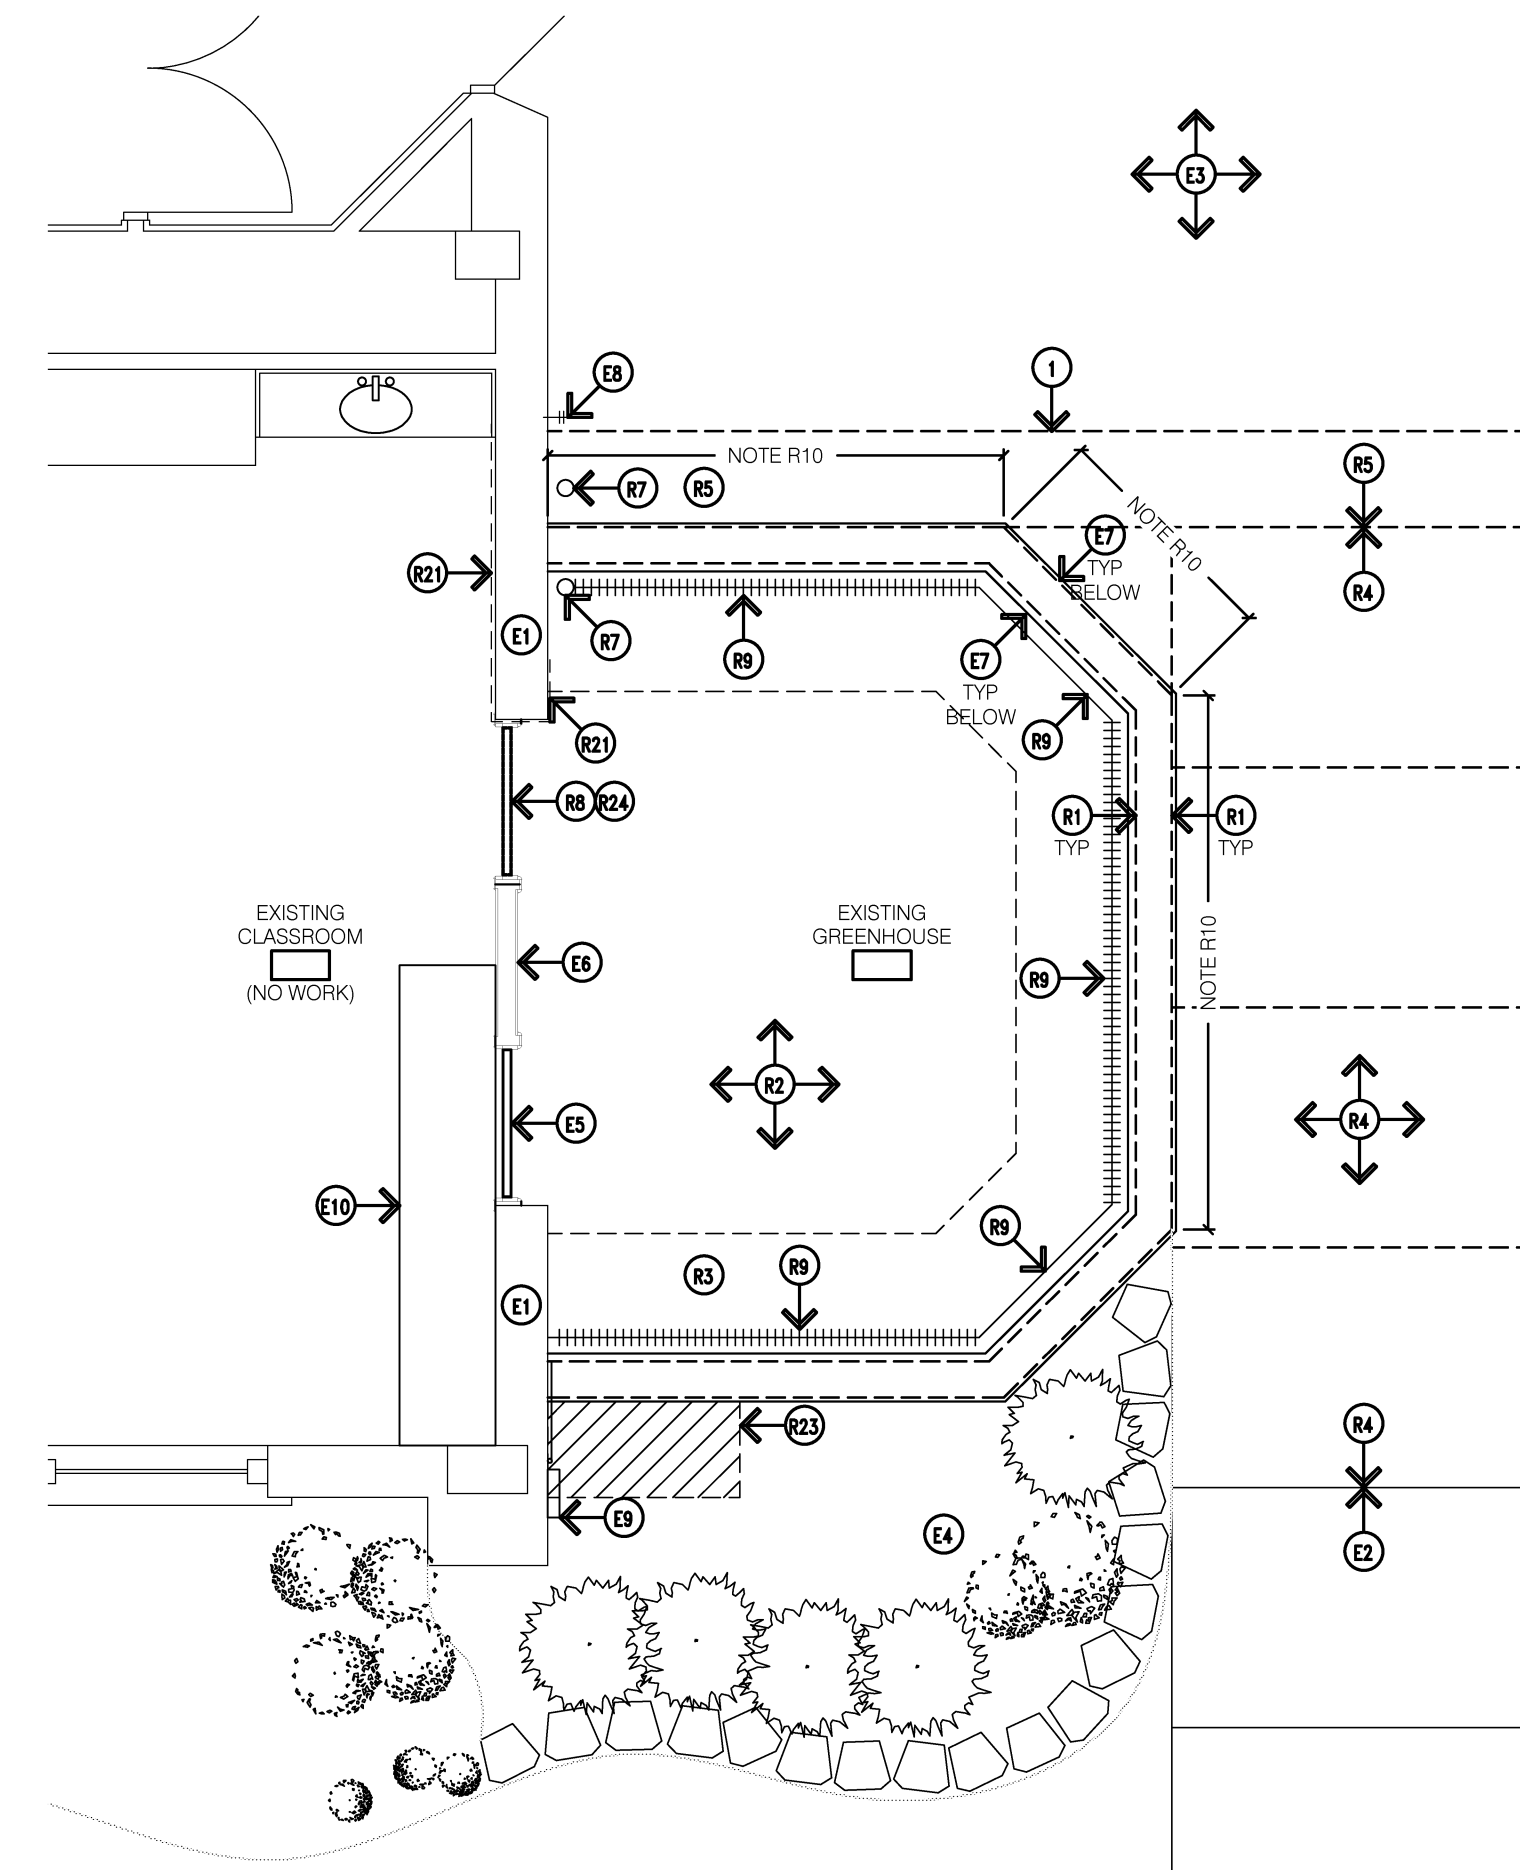 E3
1
E8
NOTE R10
R5
R7
R5
NOTE R10
E7
TYP
BELOW
R21
R4
E1
R7
R9
E7
TYP
BELOW
R21
R9
R8
R24
R1
TYP
R1
TYP
EXISTING
CLASSROOM
(NO WORK)
EXISTING
GREENHOUSE
NOTE R10
E6
R9
R2
E5
R4
E10
R9
R3
R9
E1
R23
R4
E9
E4
E2